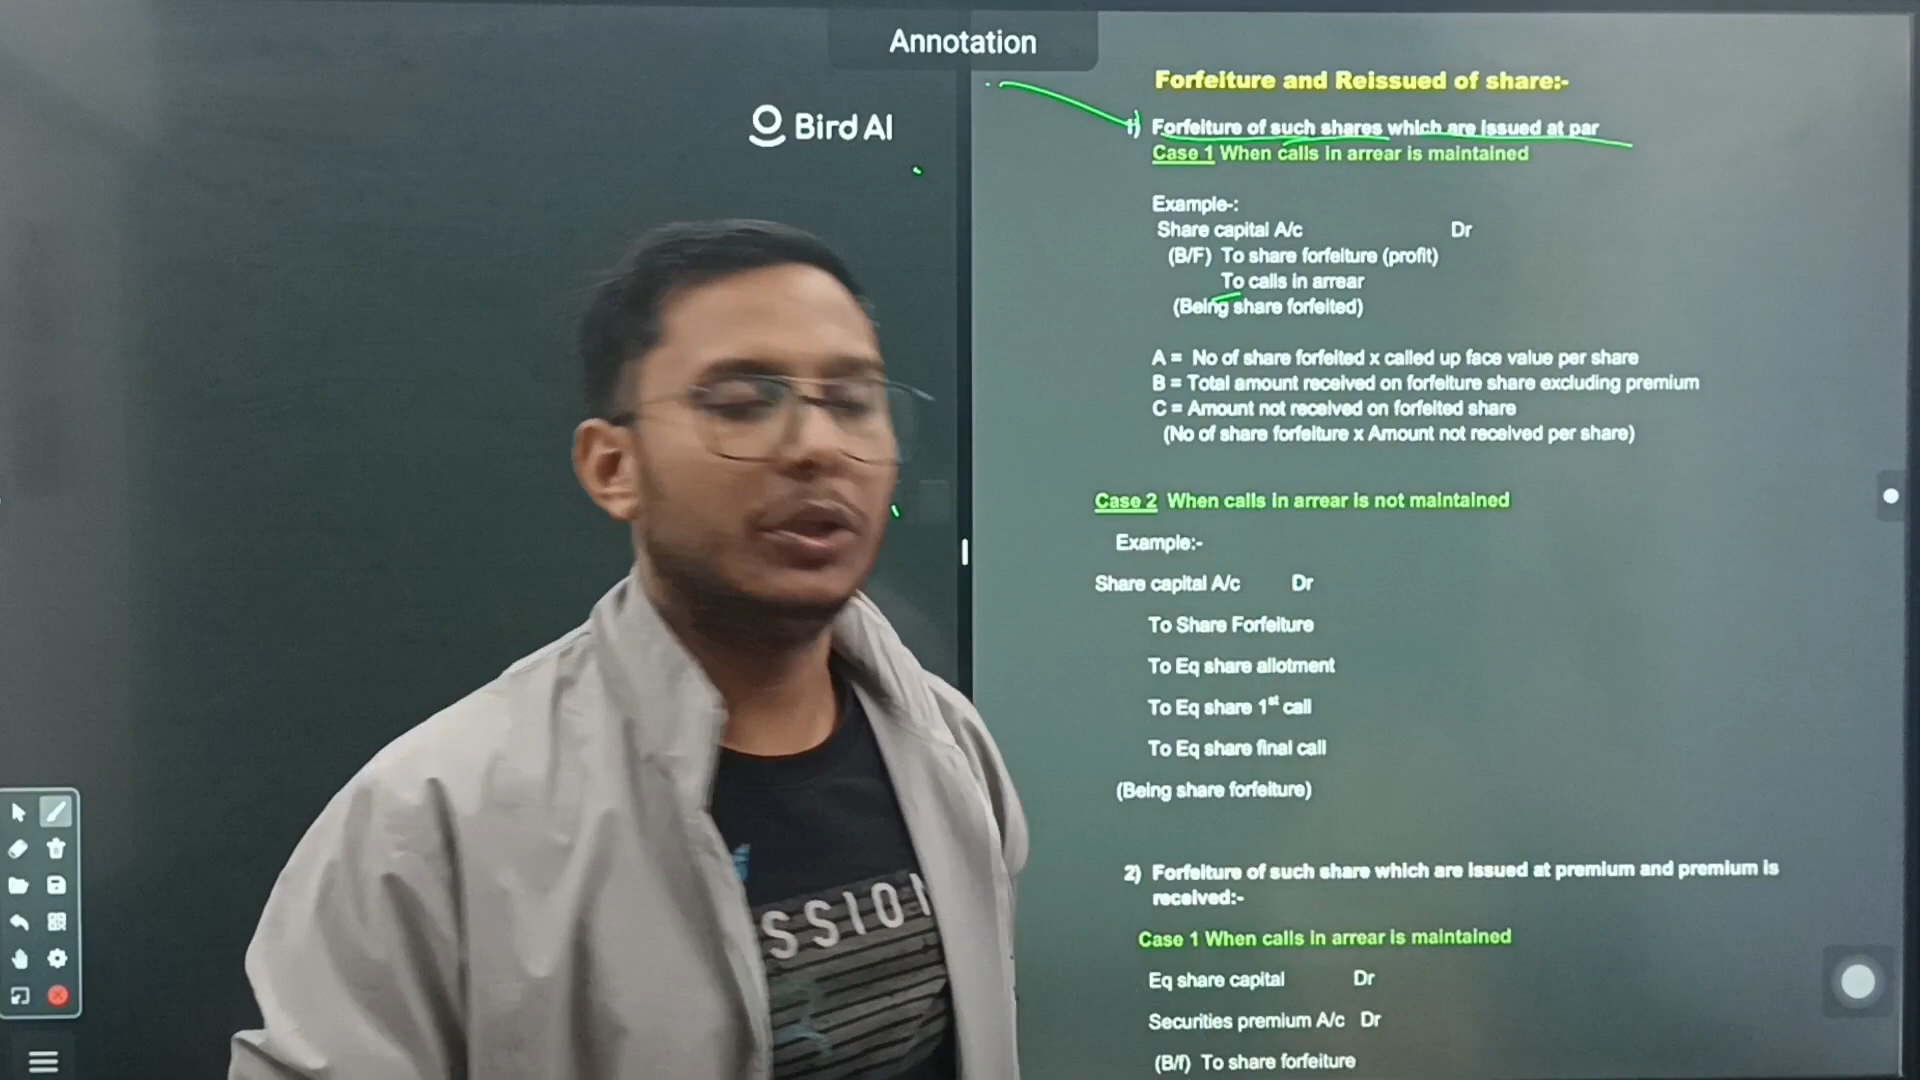 Annotation
Bird AI
Forfeiture and Reissued of share:-
1) Forfeiture of such shares which are issued at par
Case 1 When calls in arrear is maintained
Example-:
Share capital A/c Dr
(B/F) To share forfeiture (profit)
To calls in arrear
(Being share forfeited)
A = No of share forfeited x called up face value per share
B = Total amount received on forfeiture share excluding premium
C = Amount not received on forfeited share
(No of share forfeiture x Amount not received per share)
Case 2 When calls in arrear is not maintained
Example:-
Share capital A/c Dr
To Share Forfeiture
To Eq share allotment
To Eq share 1st call
To Eq share final call
(Being share forfeiture)
2) Forfeiture of such share which are issued at premium and premium is
received:-
Case 1 When calls in arrear is maintained
Eq share capital Dr
Securities premium A/c Dr
(B/f) To share forfeiture